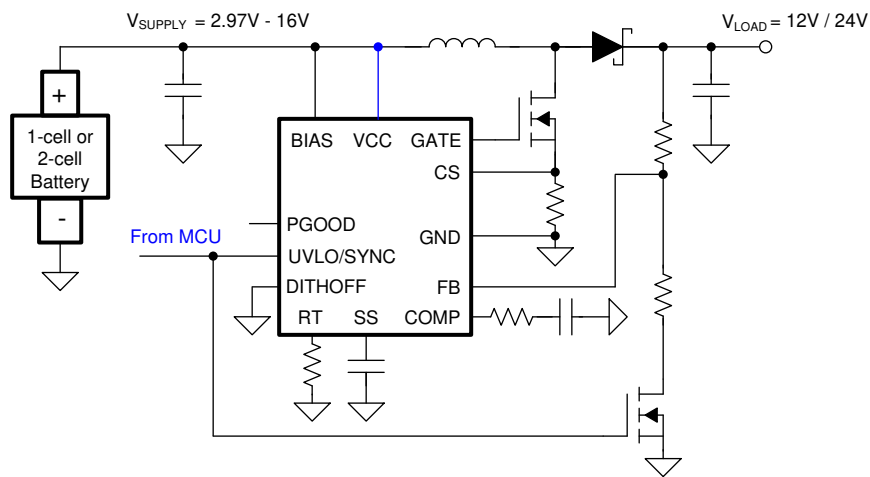 VSUPPLY = 2.97V - 16V
VLOAD = 12V / 24V
+
1-cell or
2-cell
Battery
-
BIAS VCC GATE
CS
PGOOD
GND
From MCU
UVLO/SYNC
DITHOFF
FB
RT SS COMP